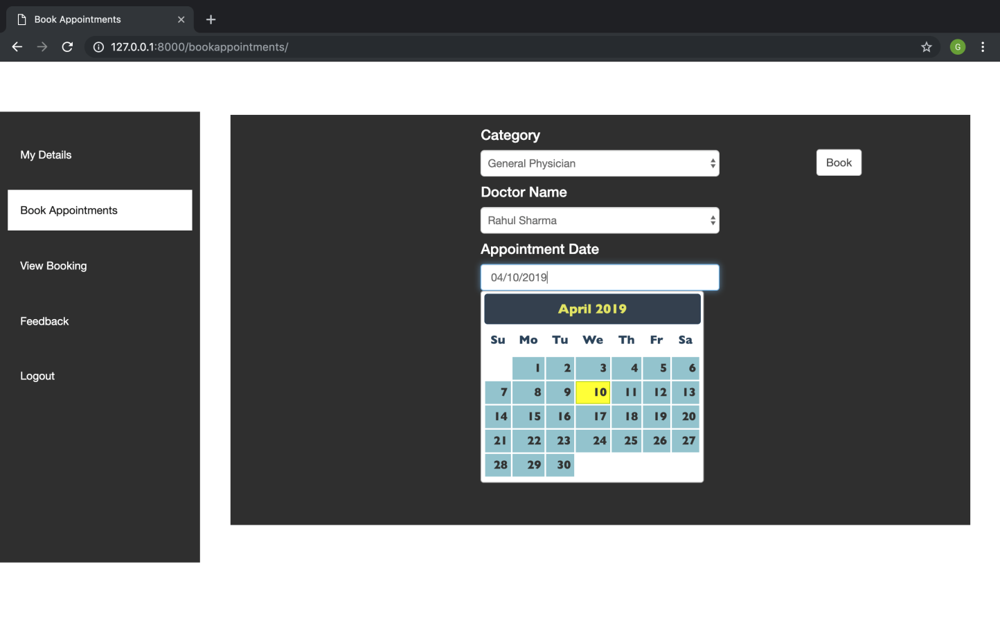 Book Appointments
127.0.0.1:8000/bookappointments/
G
My Details
Book Appointments
View Booking
Feedback
Logout
Category
General Physician
Book
Doctor Name
Rahul Sharma
Appointment Date
04/10/2019
April 2019
Su Mo Tu We Th Fr Sa
1 2 3 4 5 6
7 8 9 10 11 12 13
14 15 16 17 18 19 20
21 22 23 24 25 26 27
28 29 30